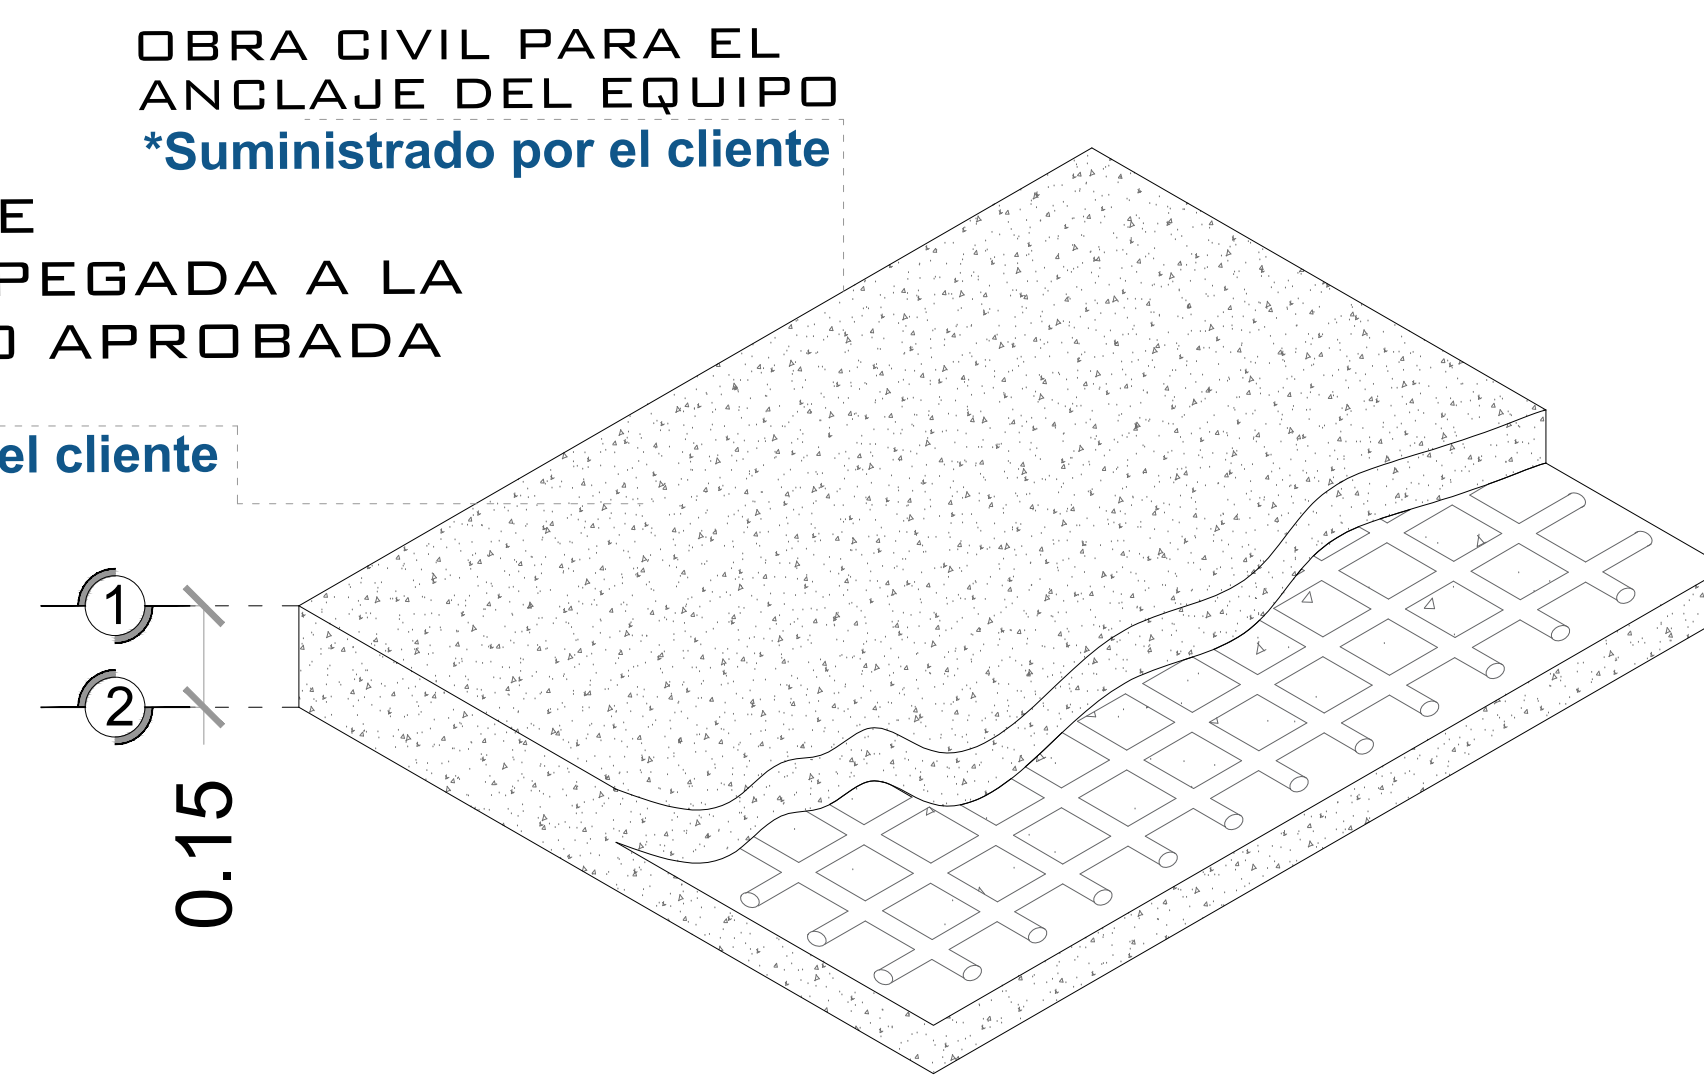 OBRA CIVIL PARA EL
ANCLAJE DEL EQUIPO
*Suministrado por el cliente
E
PEGADA A LA
O APROBADA
el cliente
1
2
0.15